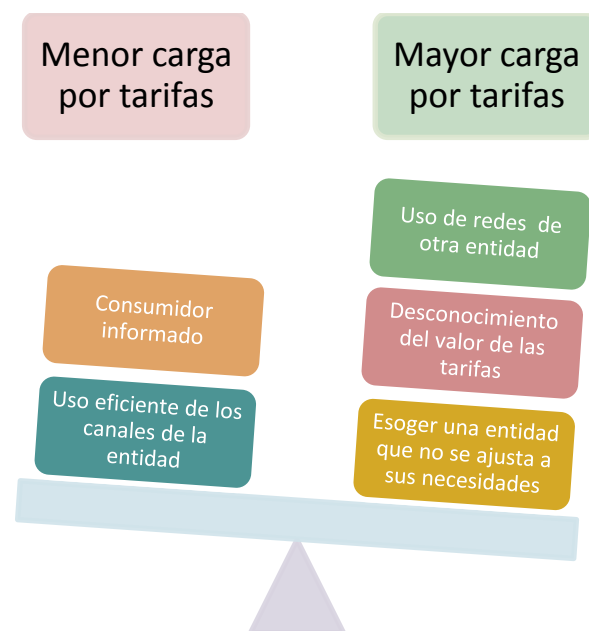 Menor carga
por tarifas
Mayor carga
por tarifas
Uso de redes de
otra entidad
Consumidor
informado
Desconocimiento
del valor de las
tarifas
Uso eficiente de los
canales de la
entidad
Esoger una entidad
que no se ajusta a
sus necesidades